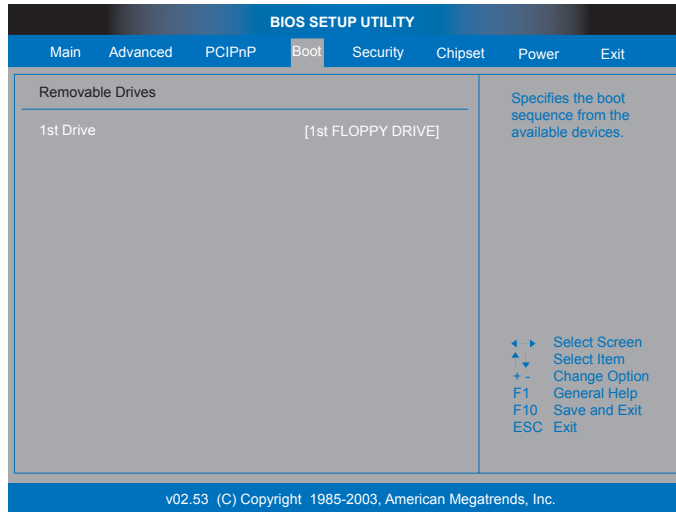 BIOS SETUP UTILITY
Main Advanced PCIPnP Boot Security Chipset Power Exit
Removable Drives
1st Drive [1st FLOPPY DRIVE]
Specifies the boot
sequence from the
available devices.
Select Screen
Select Item
+ - Change Option
F1 General Help
F10 Save and Exit
ESC Exit
v02.53 (C) Copyright 1985-2003, American Megatrends, Inc.